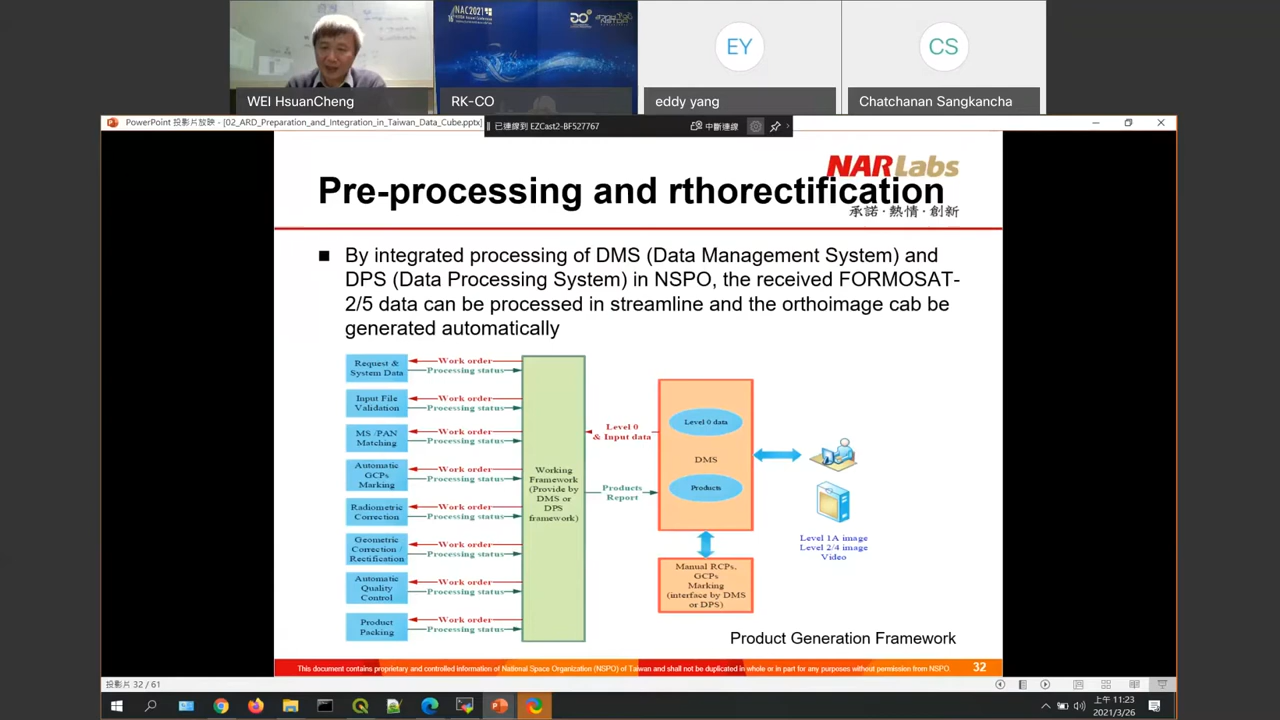 NAC2021
EY
CS
WEI HsuanCheng
RK-CO
eddy yang
Chatchanan Sangkancha
PowerPoint 投影片放映 - [02_ARD_Preparation_and_Integration_in_Taiwan_Data_Cube.pptx]
已連線到 EZCast2-BF527767
中斷連線
NARLabs
Pre-processing and rthorectification
承諾·熱情·創新
By integrated processing of DMS (Data Management System) and
DPS (Data Processing System) in NSPO, the received FORMOSAT-
2/5 data can be processed in streamline and the orthoimage cab be
generated automatically
Request &
System Data
Work order
Processing status
Input File
Validation
Work order
Processing status
MS /PAN
Matching
Work order
Processing status
Automatic
GCPs
Marking
Work order
Processing status
Radiometric
Correction
Work order
Processing status
Geometric
Correction /
Rectification
Work order
Processing status
Automatic
Quality
Control
Work order
Processing status
Product
Packing
Work order
Processing status
Working
Framework
(Provide by
DMS or
DPS
framework)
Level 0
& Input data
Products
Report
Level 0 data
DMS
Products
Manual RCPs,
GCPs
Marking
(interface by DMS
or DPS)
Level 1A image
Level 2/4 image
Video
Product Generation Framework
This document contains proprietary and controlled information of National Space Organization (NSPO) of Taiwan and shall not be duplicated in whole or in part for any purposes without permission from NSPO.
32
投影片 32 / 61
上午 11:23
2021/3/26